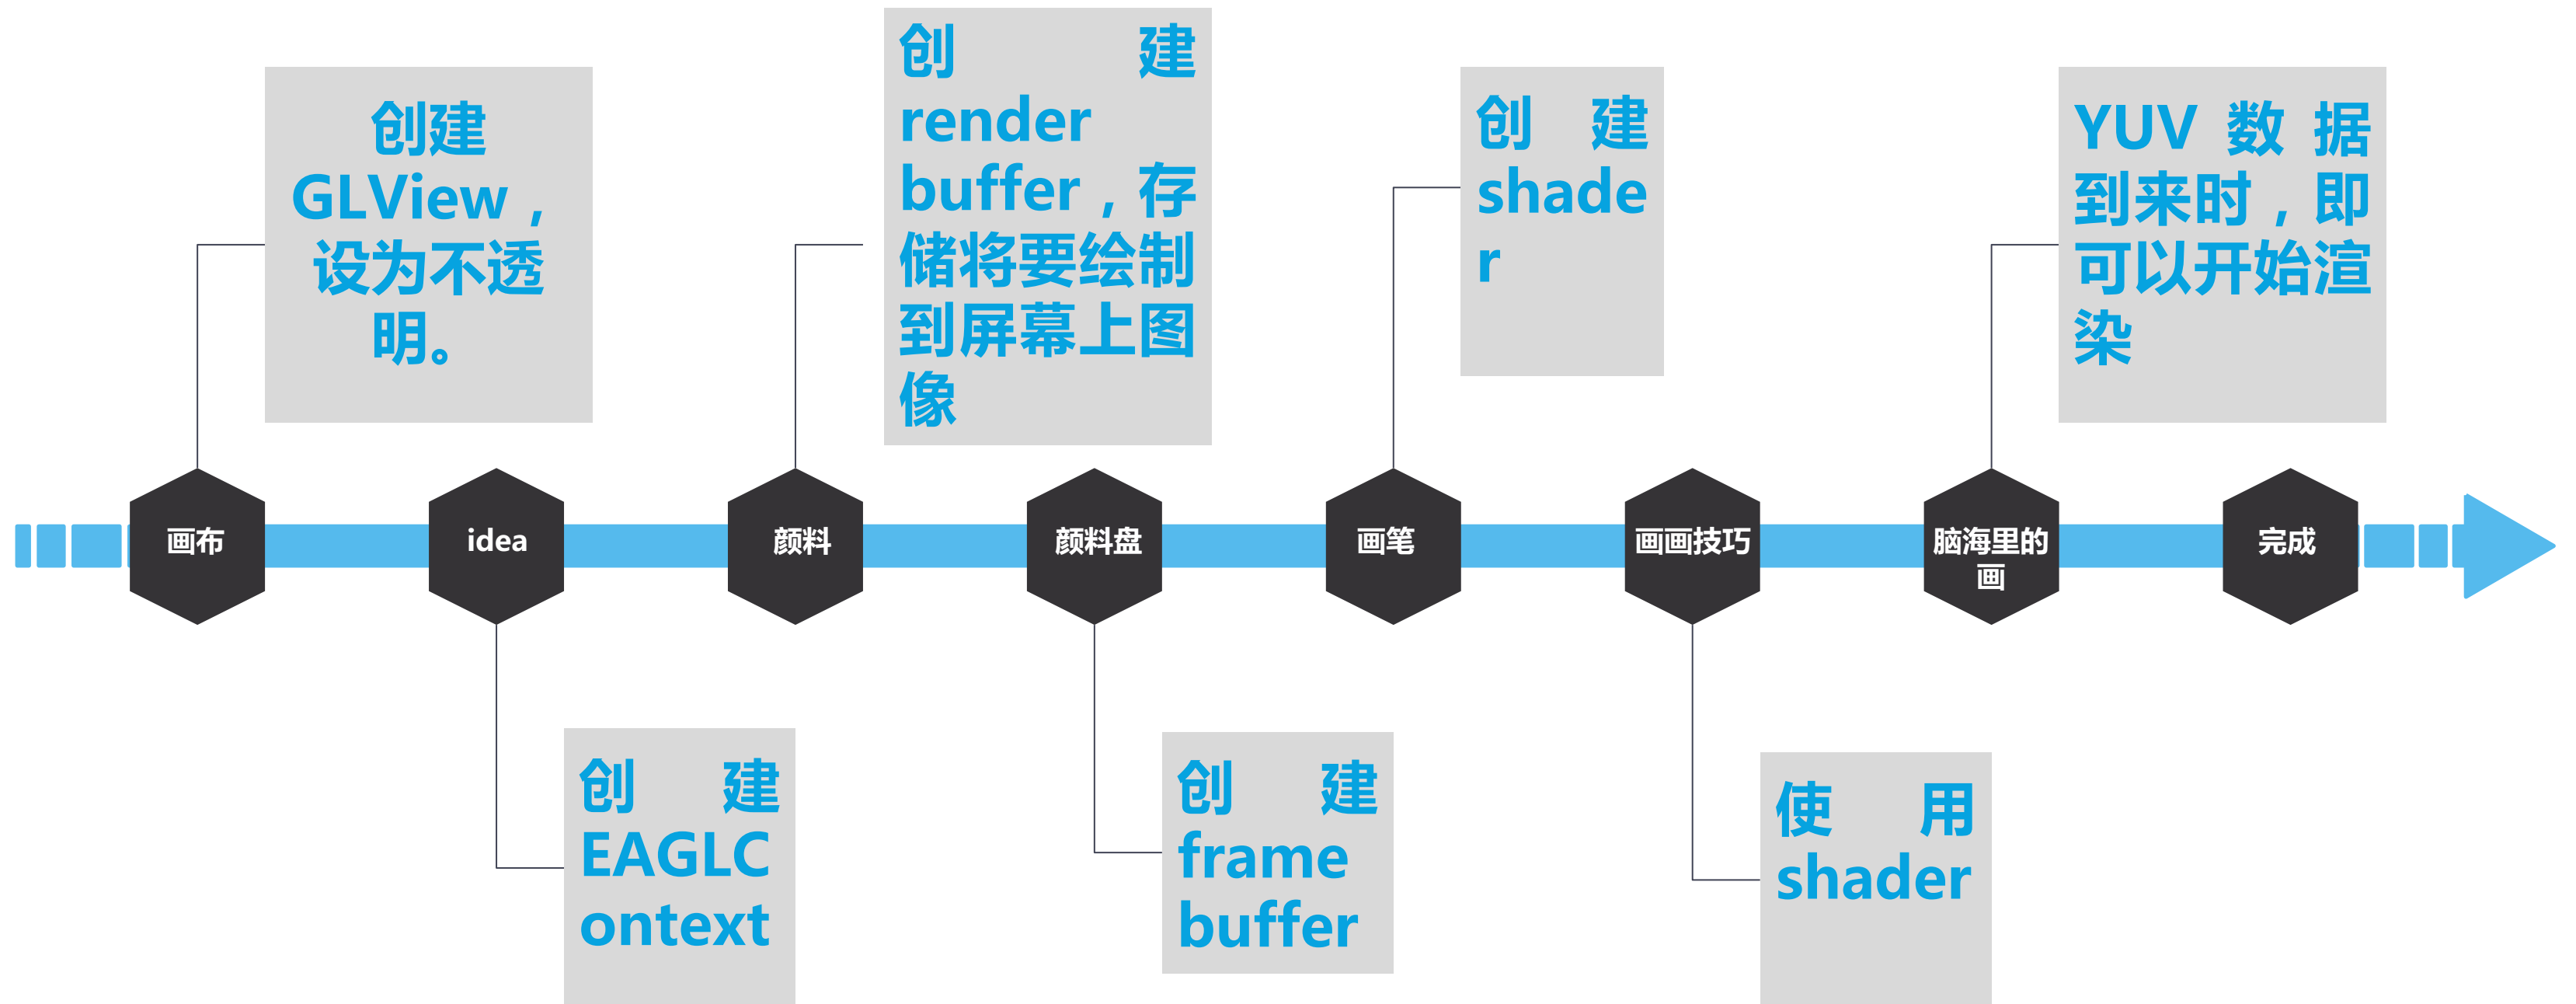 创建
GLView，
设为不透
明。
创 建
render
buffer，存
储将要绘制
到屏幕上图
像
创 建
shade
r
YUV 数 据
到来时，即
可以开始渲
染
画布
idea
颜料
颜料盘
画笔
画画技巧
脑海里的
画
完成
创 建
EAGLC
ontext
创 建
frame
buffer
使 用
shader